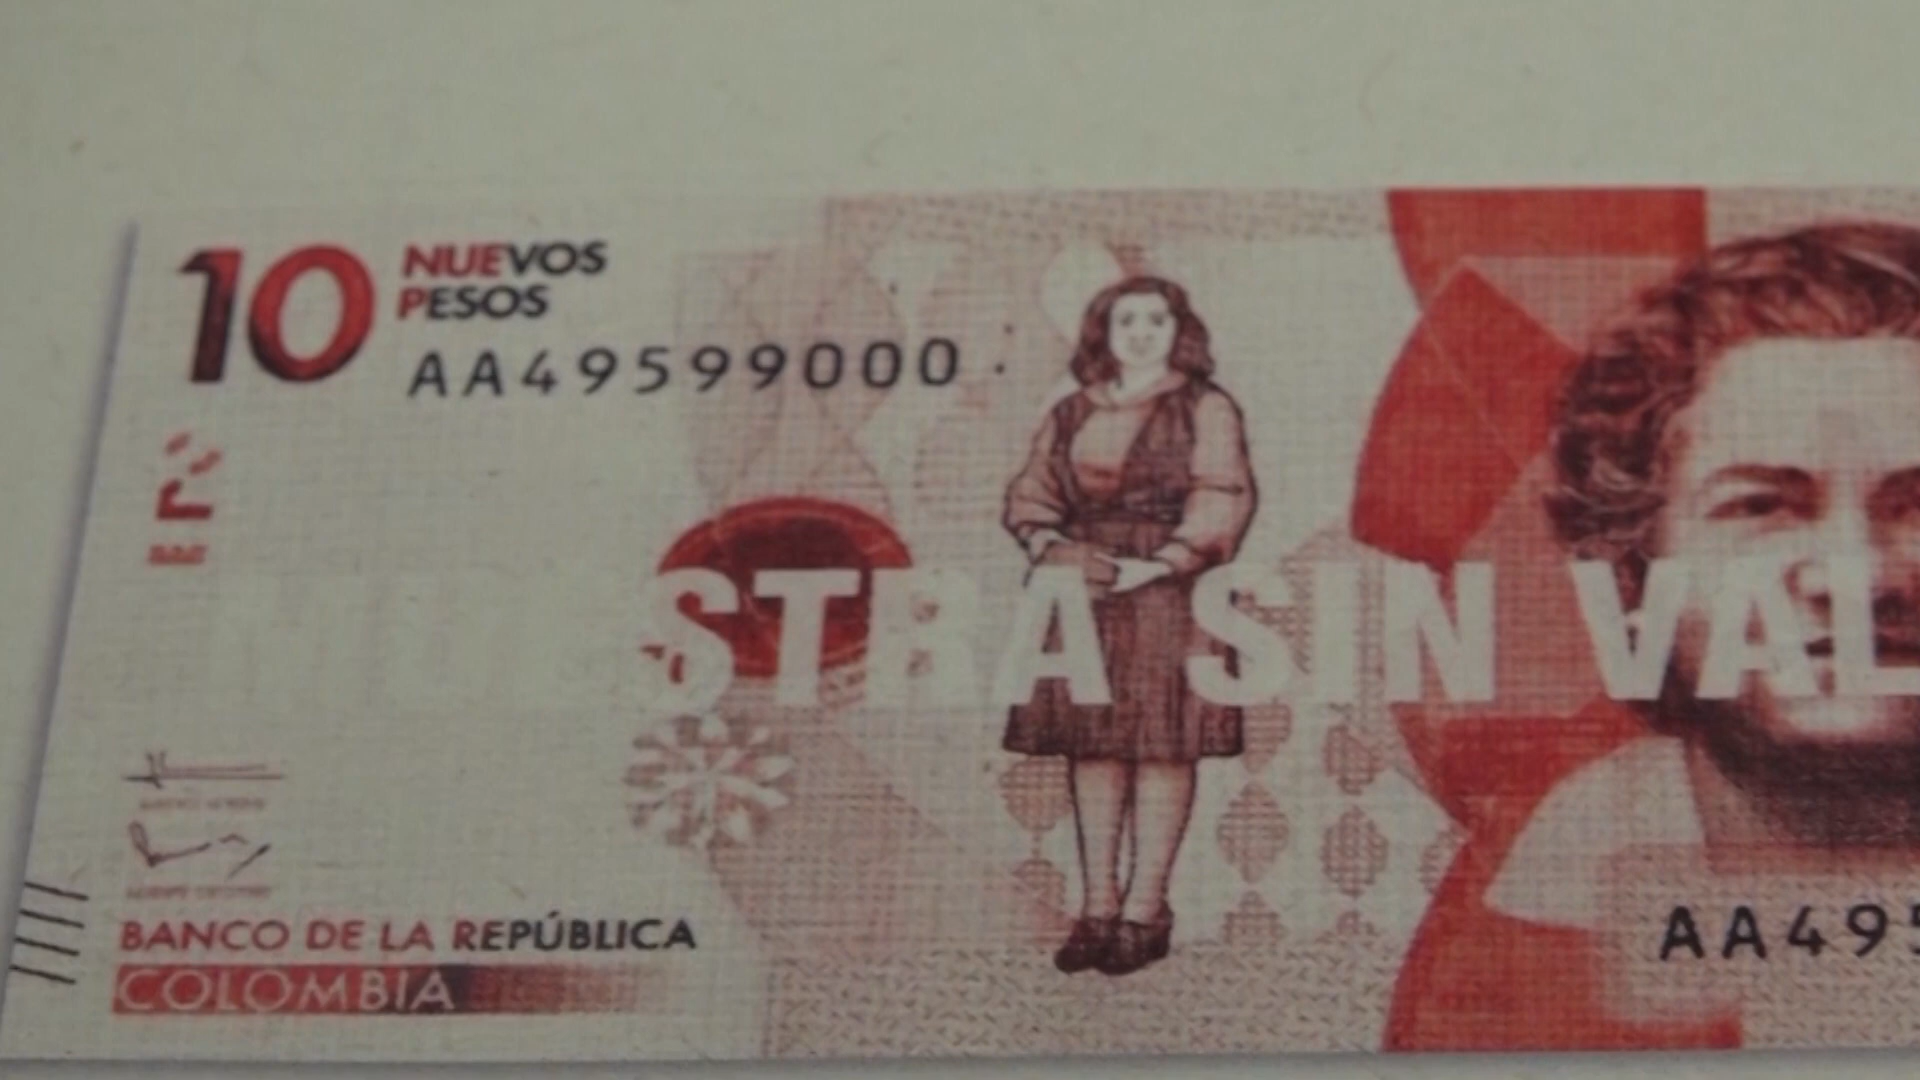 10 NUEVOS
PESOS
AA49599000
STRA SIN VAL
BANCO DE LA REPÚBLICA
COLOMBIA
AA495